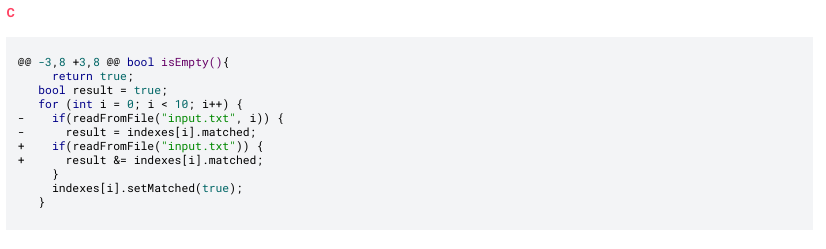 C
@@ -3,8 +3,8 @@ bool isEmpty(){
     return true;
   bool result = true;
   for (int i = 0; i < 10; i++) {
-    if(readFromFile("input.txt", i)) {
-      result = indexes[i].matched;
+    if(readFromFile("input.txt")) {
+      result &= indexes[i].matched;
     }
     indexes[i].setMatched(true);
   }